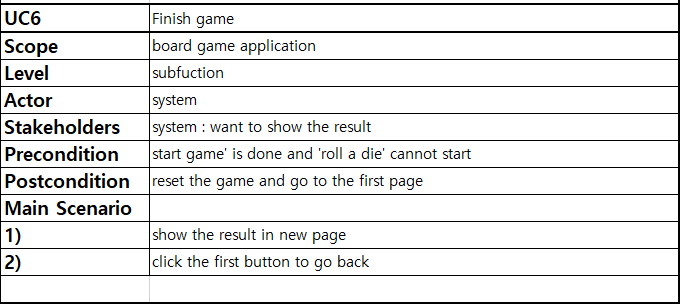 UC6 Finish game
Scope board game application
Level subfuction
Actor system
Stakeholders system : want to show the result
Precondition start game' is done and 'roll a die' cannot start
Postcondition reset the game and go to the first page
Main Scenario
1) show the result in new page
2) click the first button to go back